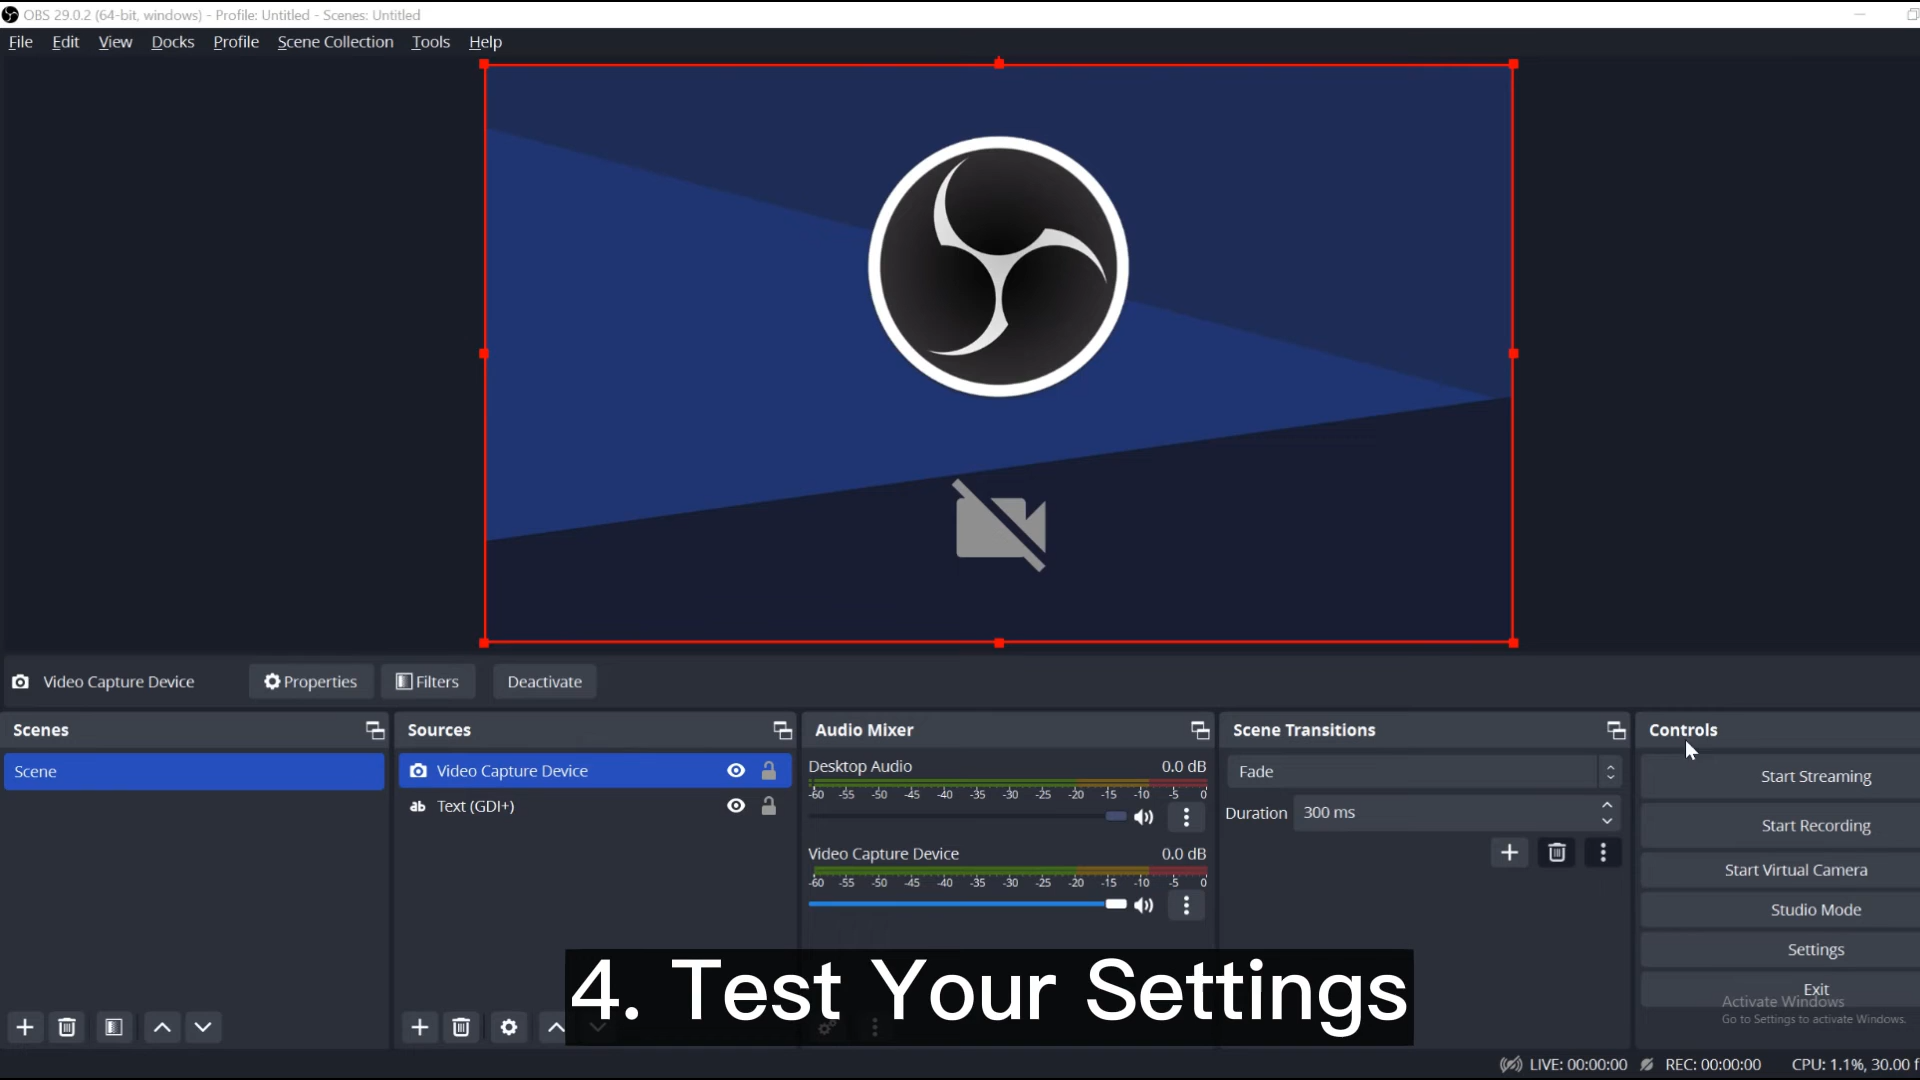 OBS 29.0.2 (64-bit, windows) - Profile: Untitled - Scenes: Untitled
File Edit View Docks Profile Scene Collection Tools Help
Video Capture Device Properties Filters Deactivate
Scenes Sources Audio Mixer Scene Transitions Controls
Scene
Video Capture Device
ab Text (GDI+)
Desktop Audio 0.0 dB
-60 -55 -50 -45 -40 -35 -30 -25 -20 -15 -10 -5 0
Video Capture Device 0.0 dB
-60 -55 -50 -45 -40 -35 -30 -25 -20 -15 -10 -5 0
Fade
Duration 300 ms
Start Streaming
Start Recording
Start Virtual Camera
Studio Mode
Settings
Exit
4. Test Your Settings
Activate Windows
Go to Settings to activate Windows.
LIVE: 00:00:00 REC: 00:00:00 CPU: 1.1%, 30.00 f